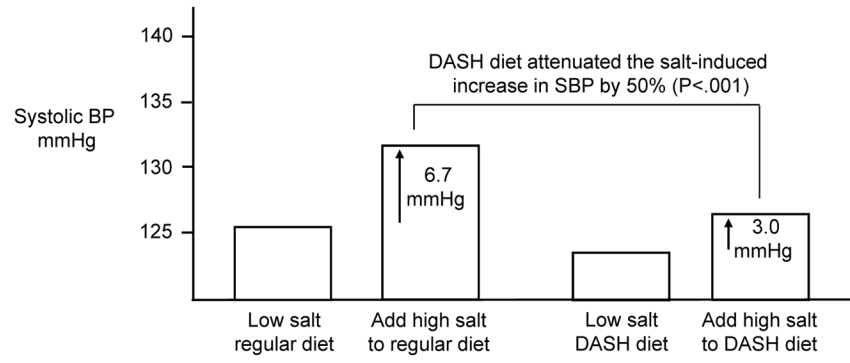 140
135
130
125
Systolic BP
mmHg
DASH diet attenuated the salt-induced
increase in SBP by 50% (P<.001)
6.7
mmHg
3.0
mmHg
Low salt
regular diet
Add high salt
to regular diet
Low salt
DASH diet
Add high salt
to DASH diet